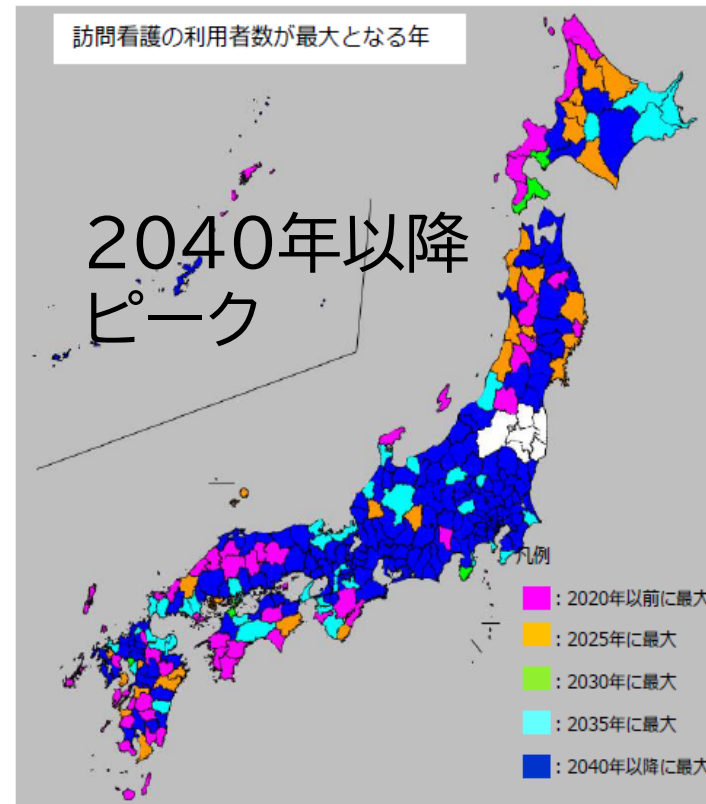 訪問看護の利用者数が最大となる年
2040年以降
ピーク
凡例
：2020年以前に最大
：2025年に最大
：2030年に最大
：2035年に最大
：2040年以降に最大